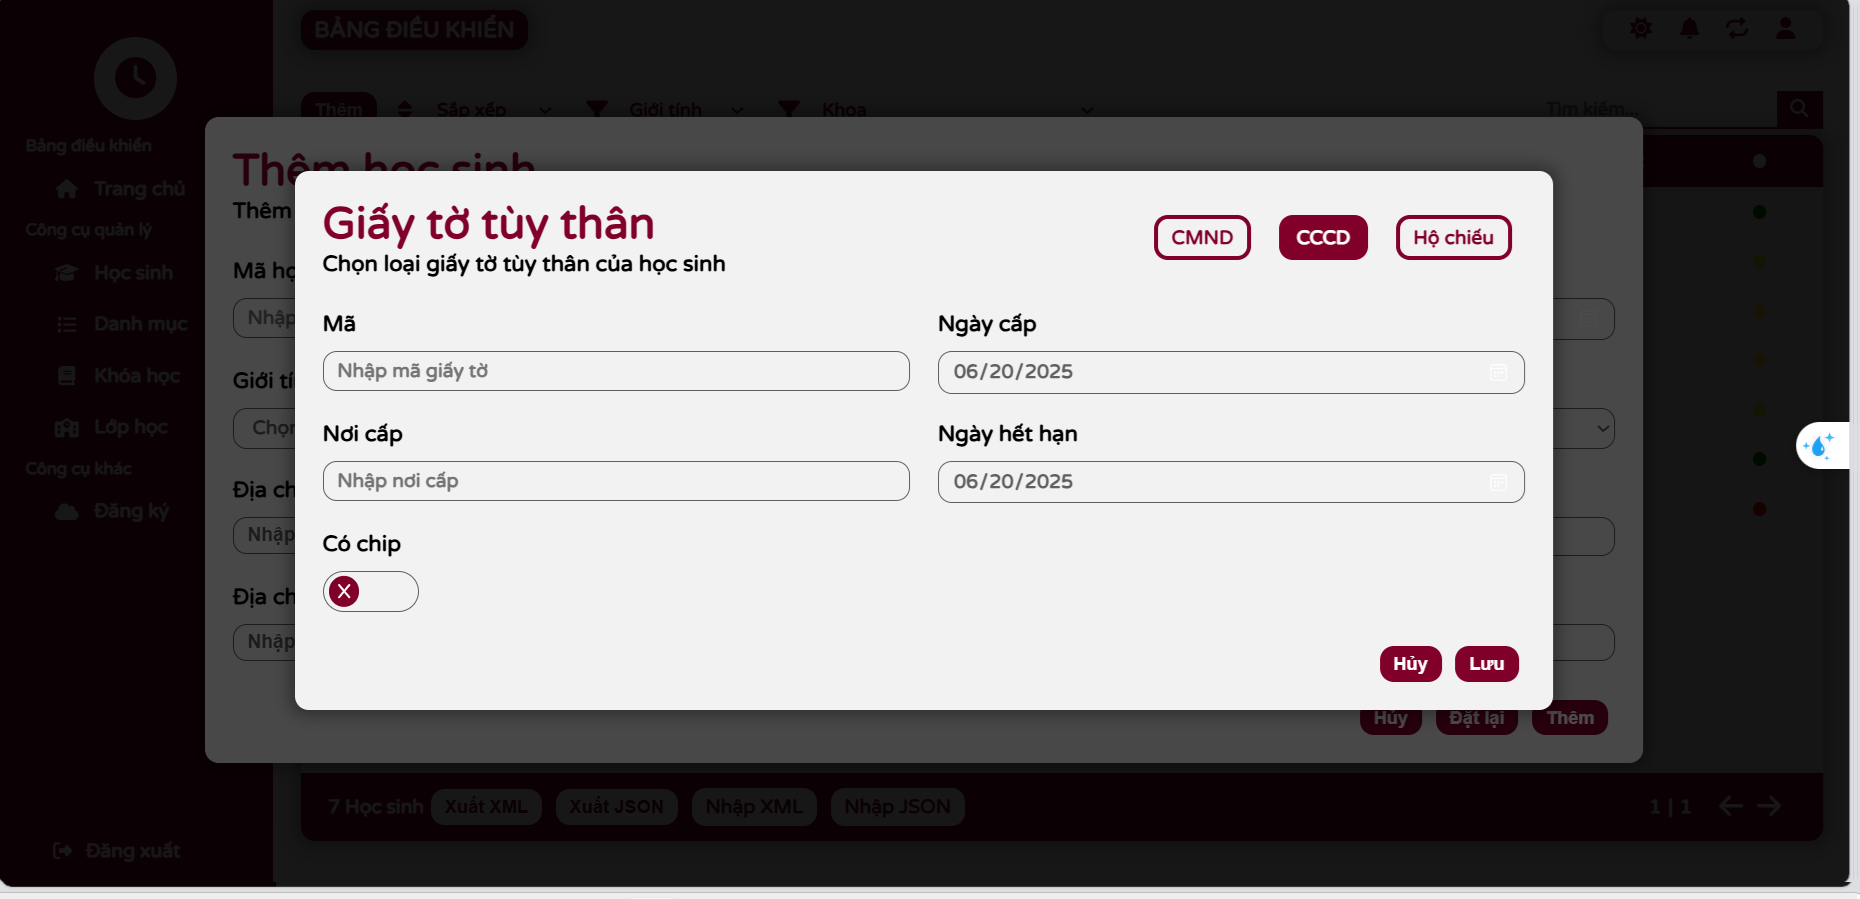 BẢNG ĐIỀU KHIỂN
Thêm
Sắp xếp
Giới tính
Khoa
Tìm kiếm...
Bảng điều khiển
Trang chủ
Công cụ quản lý
Học sinh
Danh mục
Khóa học
Lớp học
Công cụ khác
Đăng ký
Đăng xuất
Thêm học sinh
Thêm
Giấy tờ tùy thân
Chọn loại giấy tờ tùy thân của học sinh
CMND
CCCD
Hộ chiếu
Mã
Nhập mã giấy tờ
Ngày cấp
06/20/2025
Nơi cấp
Nhập nơi cấp
Ngày hết hạn
06/20/2025
Có chip
X
Hủy
Lưu
Mã họ
Nhập
Giới tí
Chọn
Địa ch
Nhập
Địa ch
Nhập
Hủy
Đặt lại
Thêm
7 Học sinh
Xuất XML
Xuất JSON
Nhập XML
Nhập JSON
1 | 1